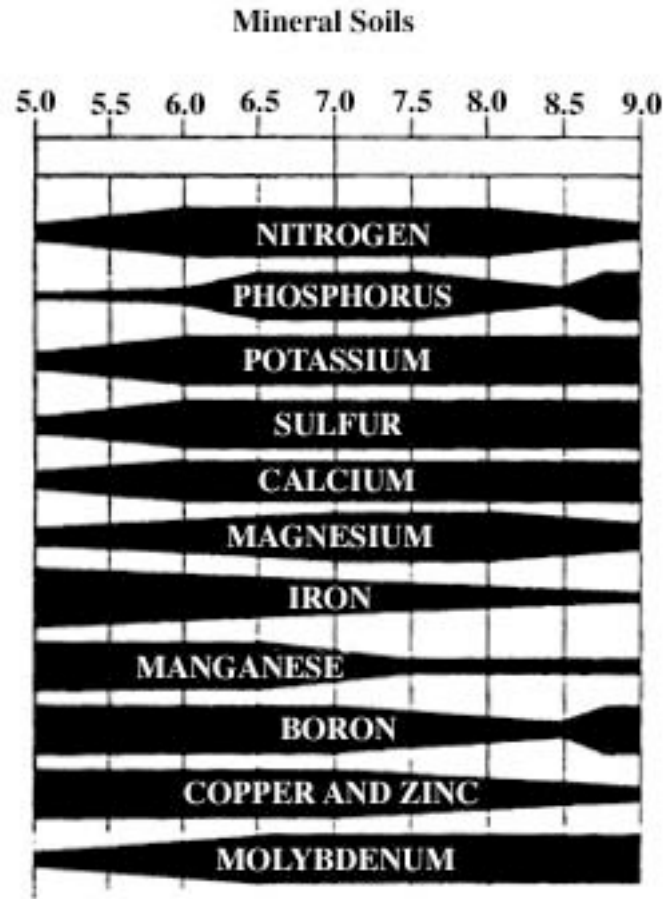 Mineral Soils
5.0 5.5 6.0 6.5 7.0 7.5 8.0 8.5 9.0
NITROGEN
PHOSPHORUS
POTASSIUM
SULFUR
CALCIUM
MAGNESIUM
IRON
MANGANESE
BORON
COPPER AND ZINC
MOLYBDENUM